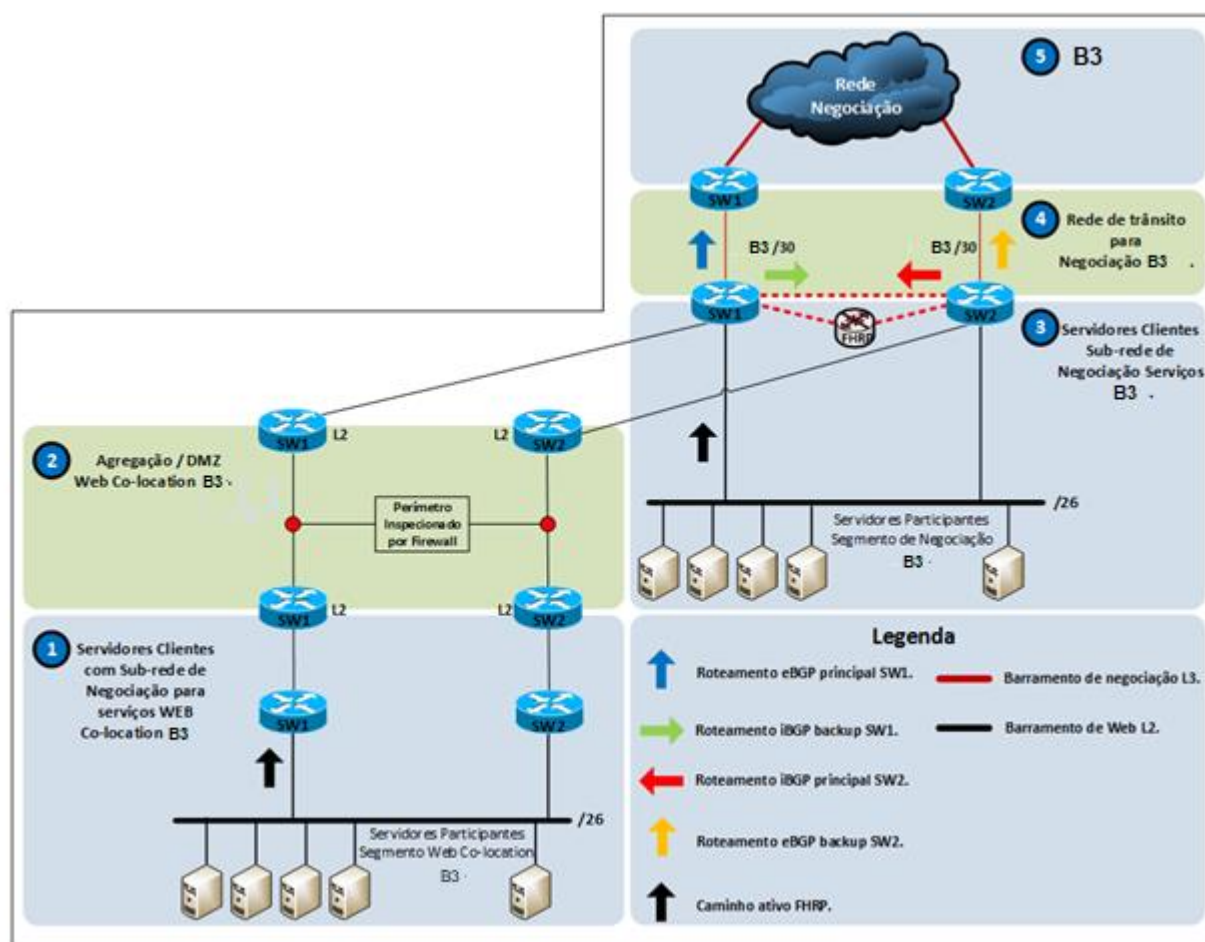 5
B3
Rede
Negociação
SW1
SW2
4
Rede de trânsito
para
Negociação B3 .
B3 /30
B3 /30
SW1
SW2
FHRP
3
Servidores Clientes
Sub-rede de
Negociação Serviços
B3 .
SW1
L2
L2
SW2
2
Agregação / DMZ
Web Co-location B3 .
Perímetro
Inspecionado
por Firewall
/26
Servidores Participantes
Segmento de Negociação
B3 .
SW1
L2
L2
SW2
1
Servidores Clientes
com Sub-rede de
Negociação para
serviços WEB
Co-location B3
SW1
SW2
/26
Servidores Participantes
Segmento Web Co-location
B3 .
Legenda
Roteamento eBGP principal SW1.
Barramento de negociação L3.
Roteamento iBGP backup SW1.
Barramento de Web L2.
Roteamento iBGP principal SW2.
Roteamento eBGP backup SW2.
Caminho ativo FHRP.